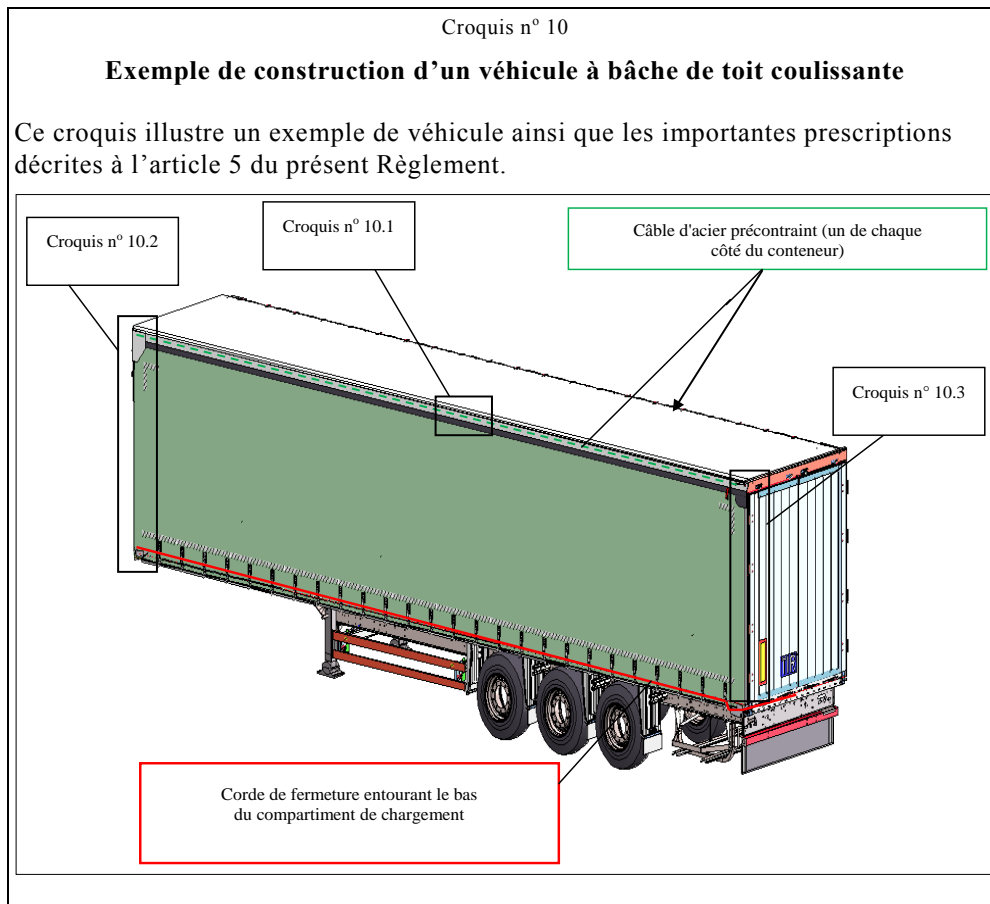 Croquis nº 10
Exemple de construction d’un véhicule à bâche de toit coulissante
Ce croquis illustre un exemple de véhicule ainsi que les importantes prescriptions
décrites à l’article 5 du présent Règlement.
Croquis nº 10.2
Croquis nº 10.1
Câble d'acier précontraint (un de chaque
côté du conteneur)
Croquis n° 10.3
Corde de fermeture entourant le bas
du compartiment de chargement